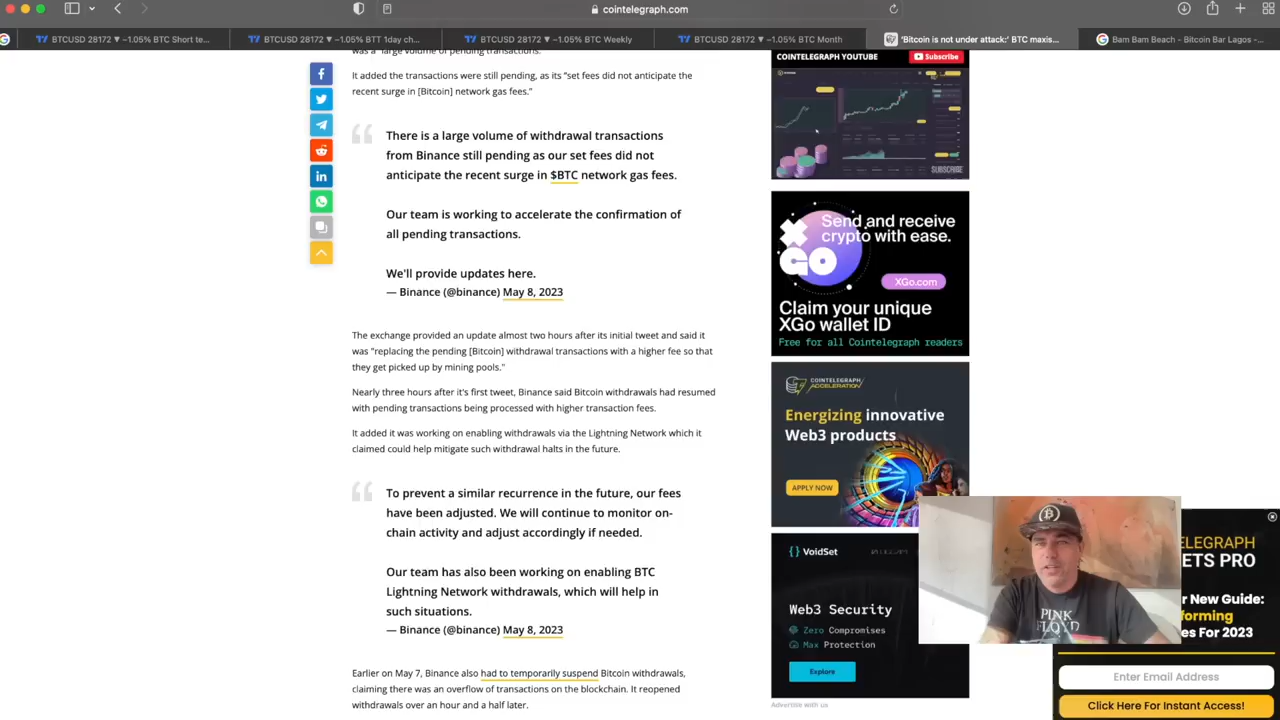 cointelegraph.com
BTCUSD 28172 ▼ −1.05% BTC Short te...
BTCUSD 28172 ▼ −1.05% BTT 1day ch...
BTCUSD 28172 ▼ −1.05% BTC Weekly
BTCUSD 28172 ▼ −1.05% BTC Month
'Bitcoin is not under attack:' BTC maxis...
Bam Bam Beach - Bitcoin Bar Lagos -...
was a "large volume of pending transactions."
It added the transactions were still pending, as its "set fees did not anticipate the
recent surge in [Bitcoin] network gas fees."
There is a large volume of withdrawal transactions
from Binance still pending as our set fees did not
anticipate the recent surge in $BTC network gas fees.
Our team is working to accelerate the confirmation of
all pending transactions.
We'll provide updates here.
— Binance (@binance) May 8, 2023
The exchange provided an update almost two hours after its initial tweet and said it
was "replacing the pending [Bitcoin] withdrawal transactions with a higher fee so that
they get picked up by mining pools."
Nearly three hours after it's first tweet, Binance said Bitcoin withdrawals had resumed
with pending transactions being processed with higher transaction fees.
It added it was working on enabling withdrawals via the Lightning Network which it
claimed could help mitigate such withdrawal halts in the future.
To prevent a similar recurrence in the future, our fees
have been adjusted. We will continue to monitor on-
chain activity and adjust accordingly if needed.
Our team has also been working on enabling BTC
Lightning Network withdrawals, which will help in
such situations.
— Binance (@binance) May 8, 2023
Earlier on May 7, Binance also had to temporarily suspend Bitcoin withdrawals,
claiming there was an overflow of transactions on the blockchain. It reopened
withdrawals over an hour and a half later.
COINTELEGRAPH YOUTUBE
Subscribe
SUBSCRIBE
Send and receive
crypto with ease.
XGO
XGo.com
Claim your unique
XGo wallet ID
Free for all Cointelegraph readers
COINTELEGRAPH
ACCELERATION
Energizing innovative
Web3 products
APPLY NOW
VoidSet
Web3 Security
Zero Compromises
Max Protection
Explore
Advertise with us
PINK
FLOYD
ELEGRAPH
ETS PRO
r New Guide:
forming
es For 2023
Enter Email Address
Click Here For Instant Access!